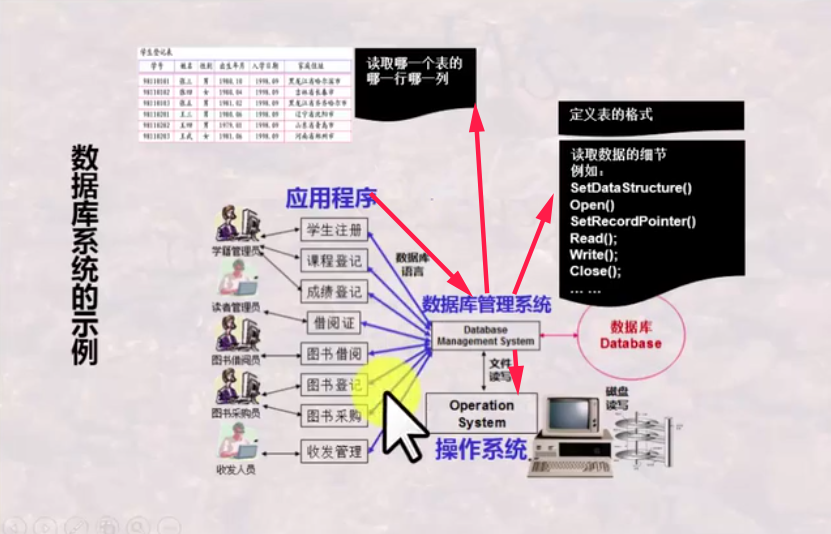 学生登记表
学号 姓名 性别 出生年月 入学日期 家庭住址
98110101 张三 男 1980.10 1998.09 黑龙江省哈尔滨市
98110102 张四 女 1980.04 1998.09 吉林省长春市
98110103 张五 男 1981.02 1998.09 黑龙江省齐齐哈尔市
98110201 王三 男 1980.06 1998.09 辽宁省沈阳市
98110202 王四 男 1979.01 1998.09 山东省青岛市
98110203 王武 女 1981.06 1998.09 河南省郑州市
读取哪一个表的
哪一行哪一列
定义表的格式
读取数据的细节
例如:
SetDataStructure()
Open()
SetRecordPointer()
Read();
Write();
Close();
... ...
数据库系统的示例
应用程序
学籍管理员
读者管理员
图书借阅员
图书采购员
收发人员
学生注册
课程登记
成绩登记
借阅证
图书借阅
图书登记
图书采购
收发管理
数据库
语言
数据库管理系统
Database
Management System
数据库
Database
文件
读写
Operation
System
操作系统
磁盘
读写